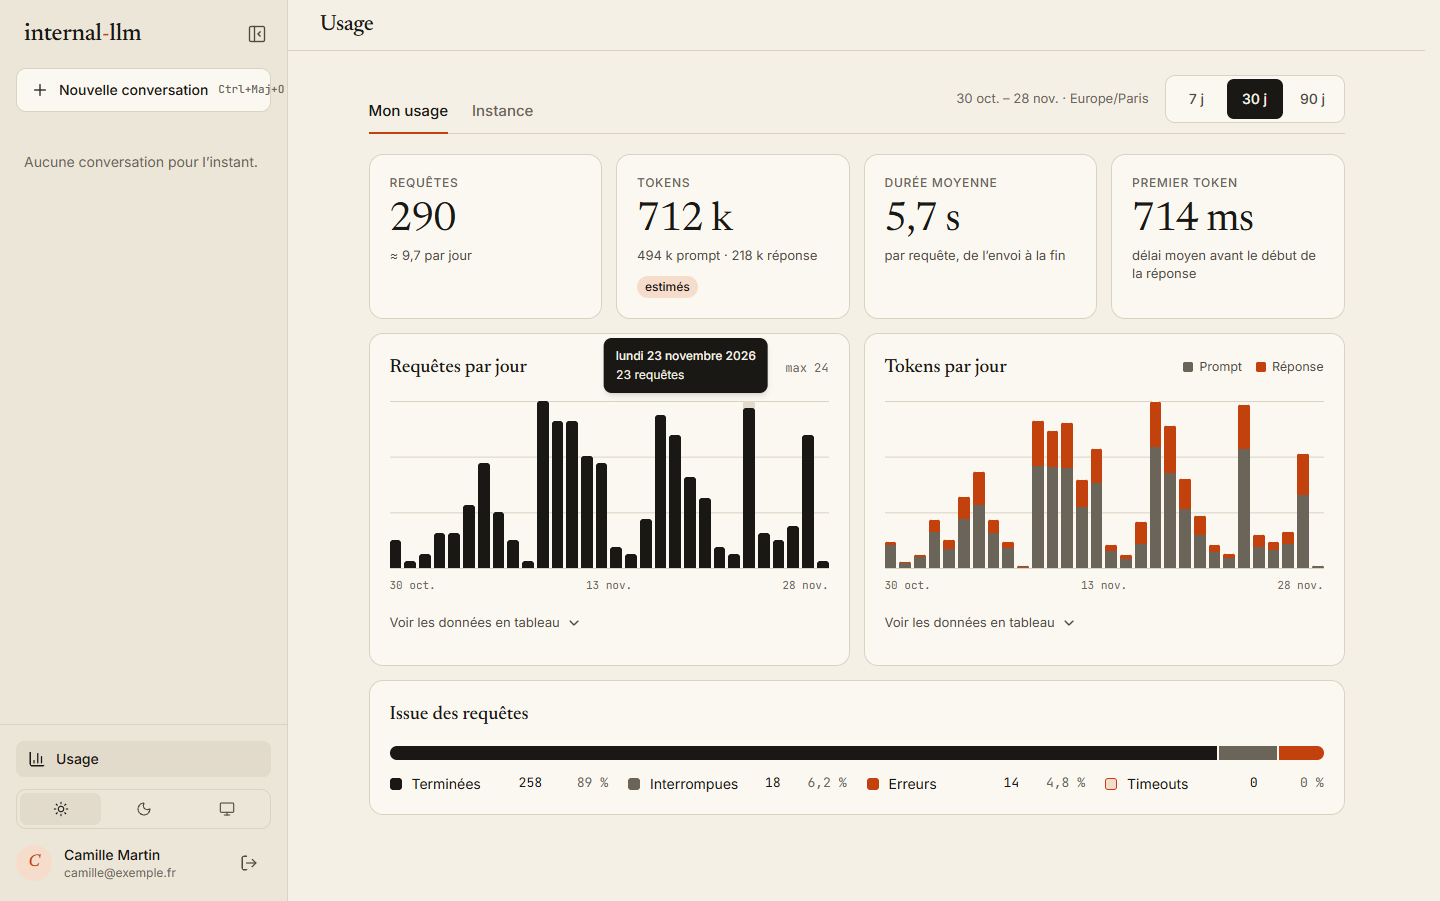 internal-llm
Nouvelle conversation Ctrl+Maj+O
Aucune conversation pour l’instant.
Usage
Camille Martin
camille@exemple.fr
C
Usage
Mon usage
Instance
30 oct. – 28 nov. · Europe/Paris
7 j
30 j
90 j
REQUÊTES
290
≈ 9,7 par jour
TOKENS
712 k
494 k prompt · 218 k réponse
estimés
DURÉE MOYENNE
5,7 s
par requête, de l’envoi à la fin
PREMIER TOKEN
714 ms
délai moyen avant le début de
la réponse
Requêtes par jour
lundi 23 novembre 2026
23 requêtes
max 24
30 oct.
13 nov.
28 nov.
Voir les données en tableau
Tokens par jour
Prompt
Réponse
30 oct.
13 nov.
28 nov.
Voir les données en tableau
Issue des requêtes
Terminées 258 89 %
Interrompues 18 6,2 %
Erreurs 14 4,8 %
Timeouts 0 0 %